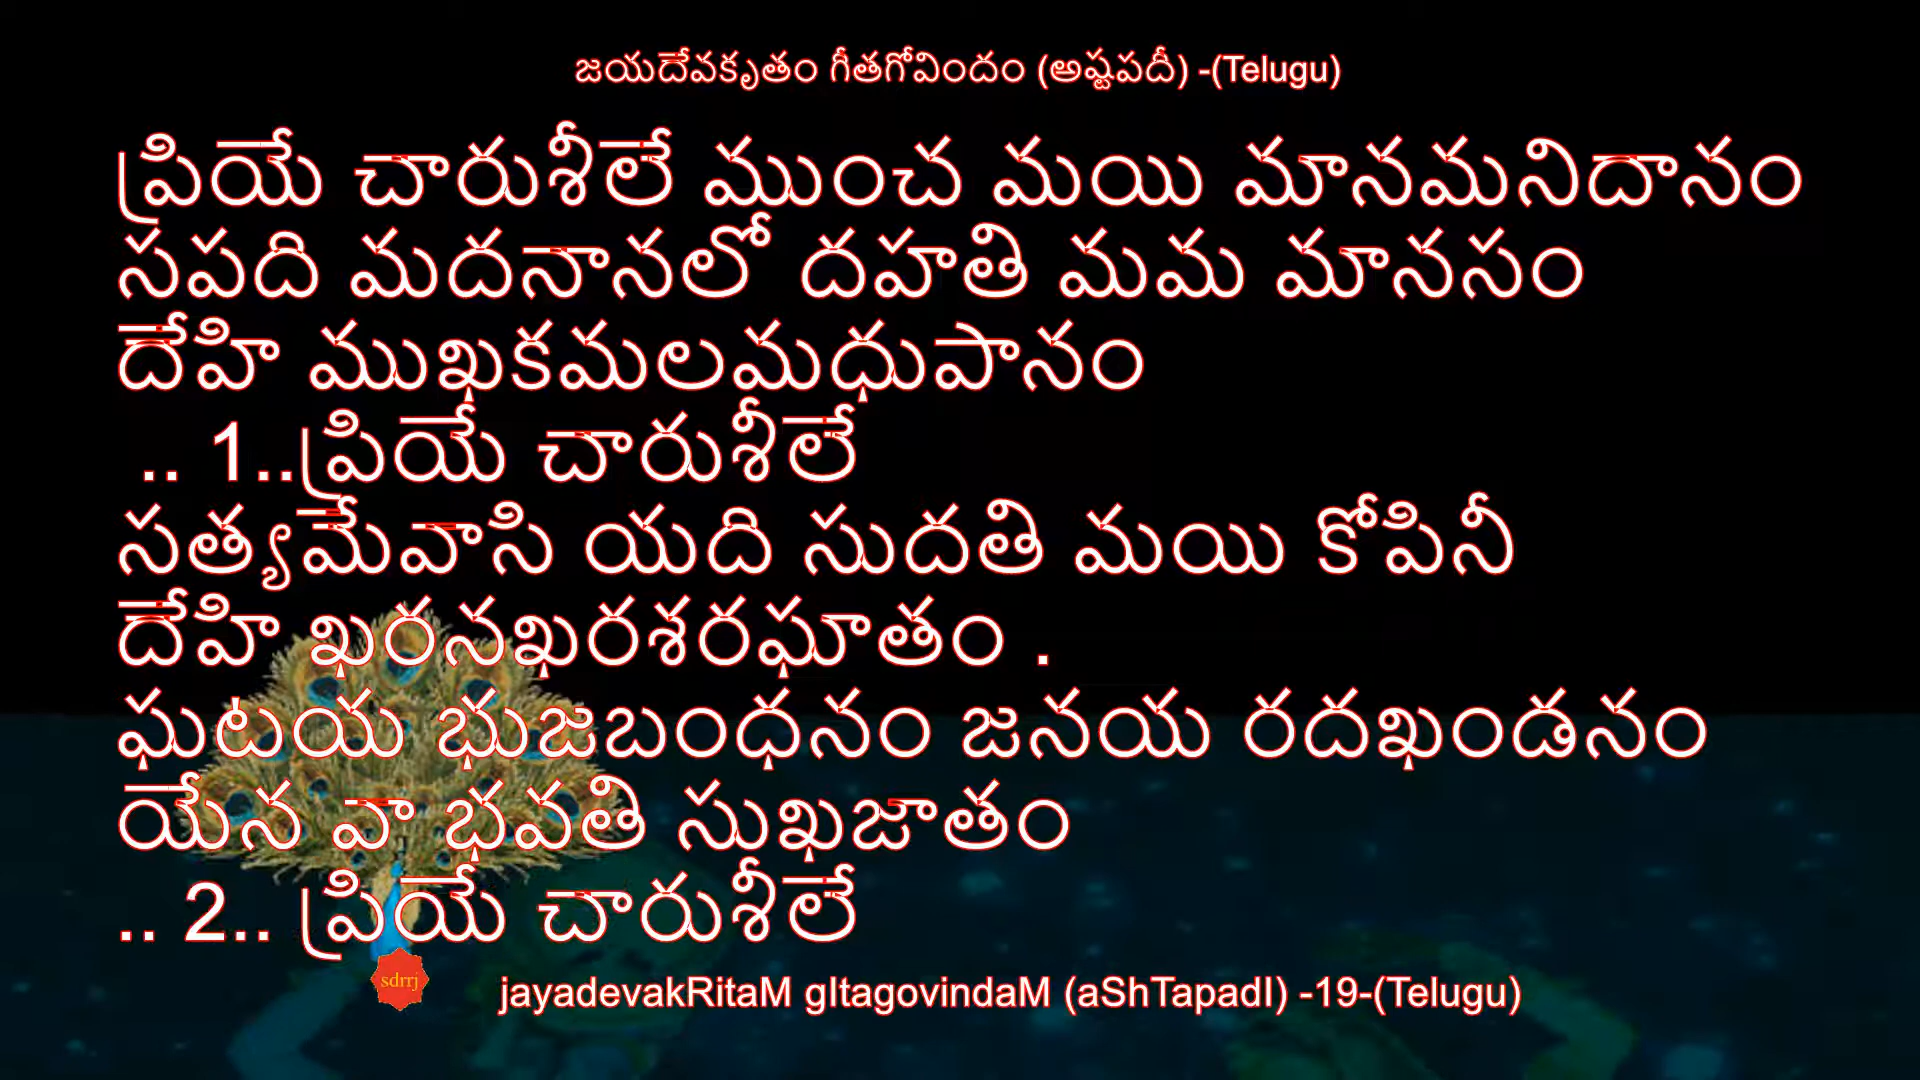 జయదేవకృతం గీతగోవిందం (అష్టపదీ) -(Telugu)
ప్రియే చారుశీలే ముంచ మయి మానమనిదానం
సపది మదనానలో దహతి మమ మానసం
దేహి ముఖకమలమధుపానం
.. 1..ప్రియే చారుశీలే
సత్యమేవాసి యది సుదతి మయి కోపినీ
దేహి ఖరనఖరశరఘాతం .
ఘటయ భుజబంధనం జనయ రదఖండనం
యేన వా భవతి సుఖజాతం
.. 2.. ప్రియే చారుశీలే
sdrrj
jayadevakRitaM gItagovindaM (aShTapadI) -19-(Telugu)